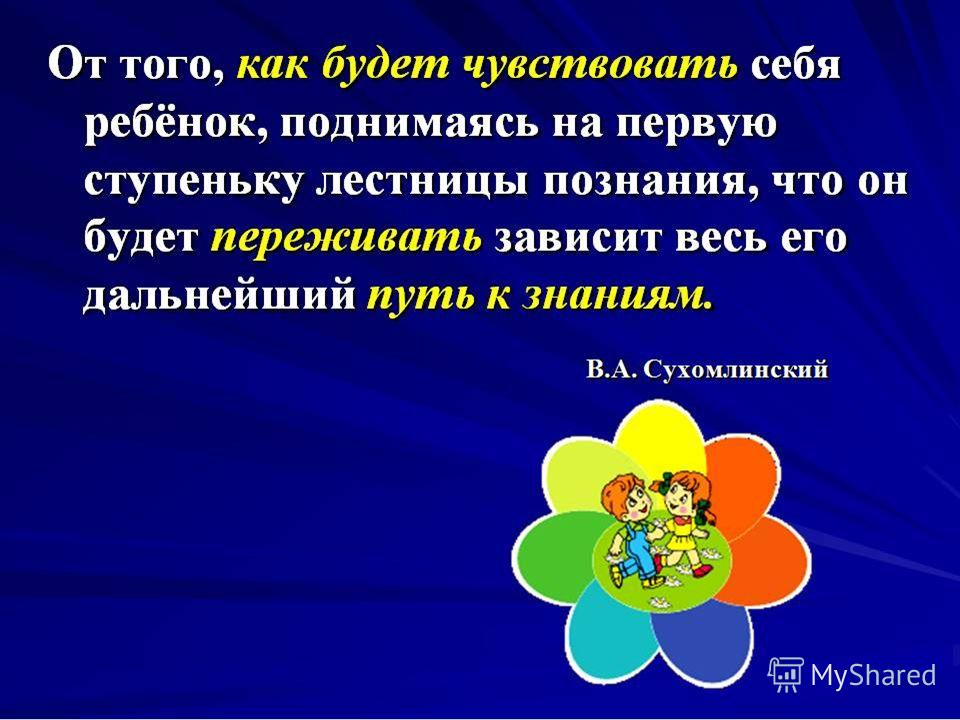 От того, как будет чувствовать себя
ребёнок, поднимаясь на первую
ступеньку лестницы познания, что он
будет переживать зависит весь его
дальнейший путь к знаниям.
В.А. Сухомлинский
MyShared